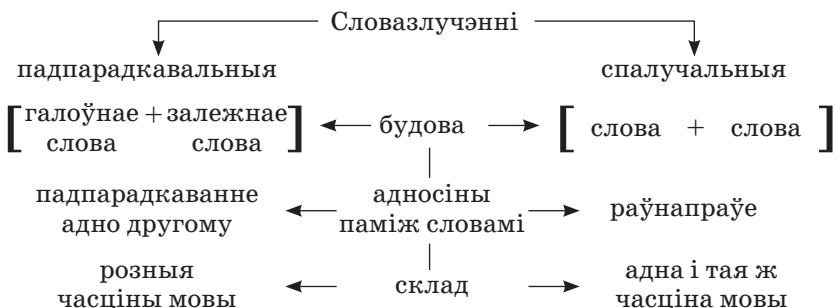 Словазлучэнні
падпарадкавальныя
спалучальныя
[галоўнае + залежнае]
слова слова
будова
[ слова + слова ]
падпарадкаванне
адно другому
адносіны
паміж словамі
раўнапраўе
розныя
часціны мовы
склад
адна і тая ж
часціна мовы